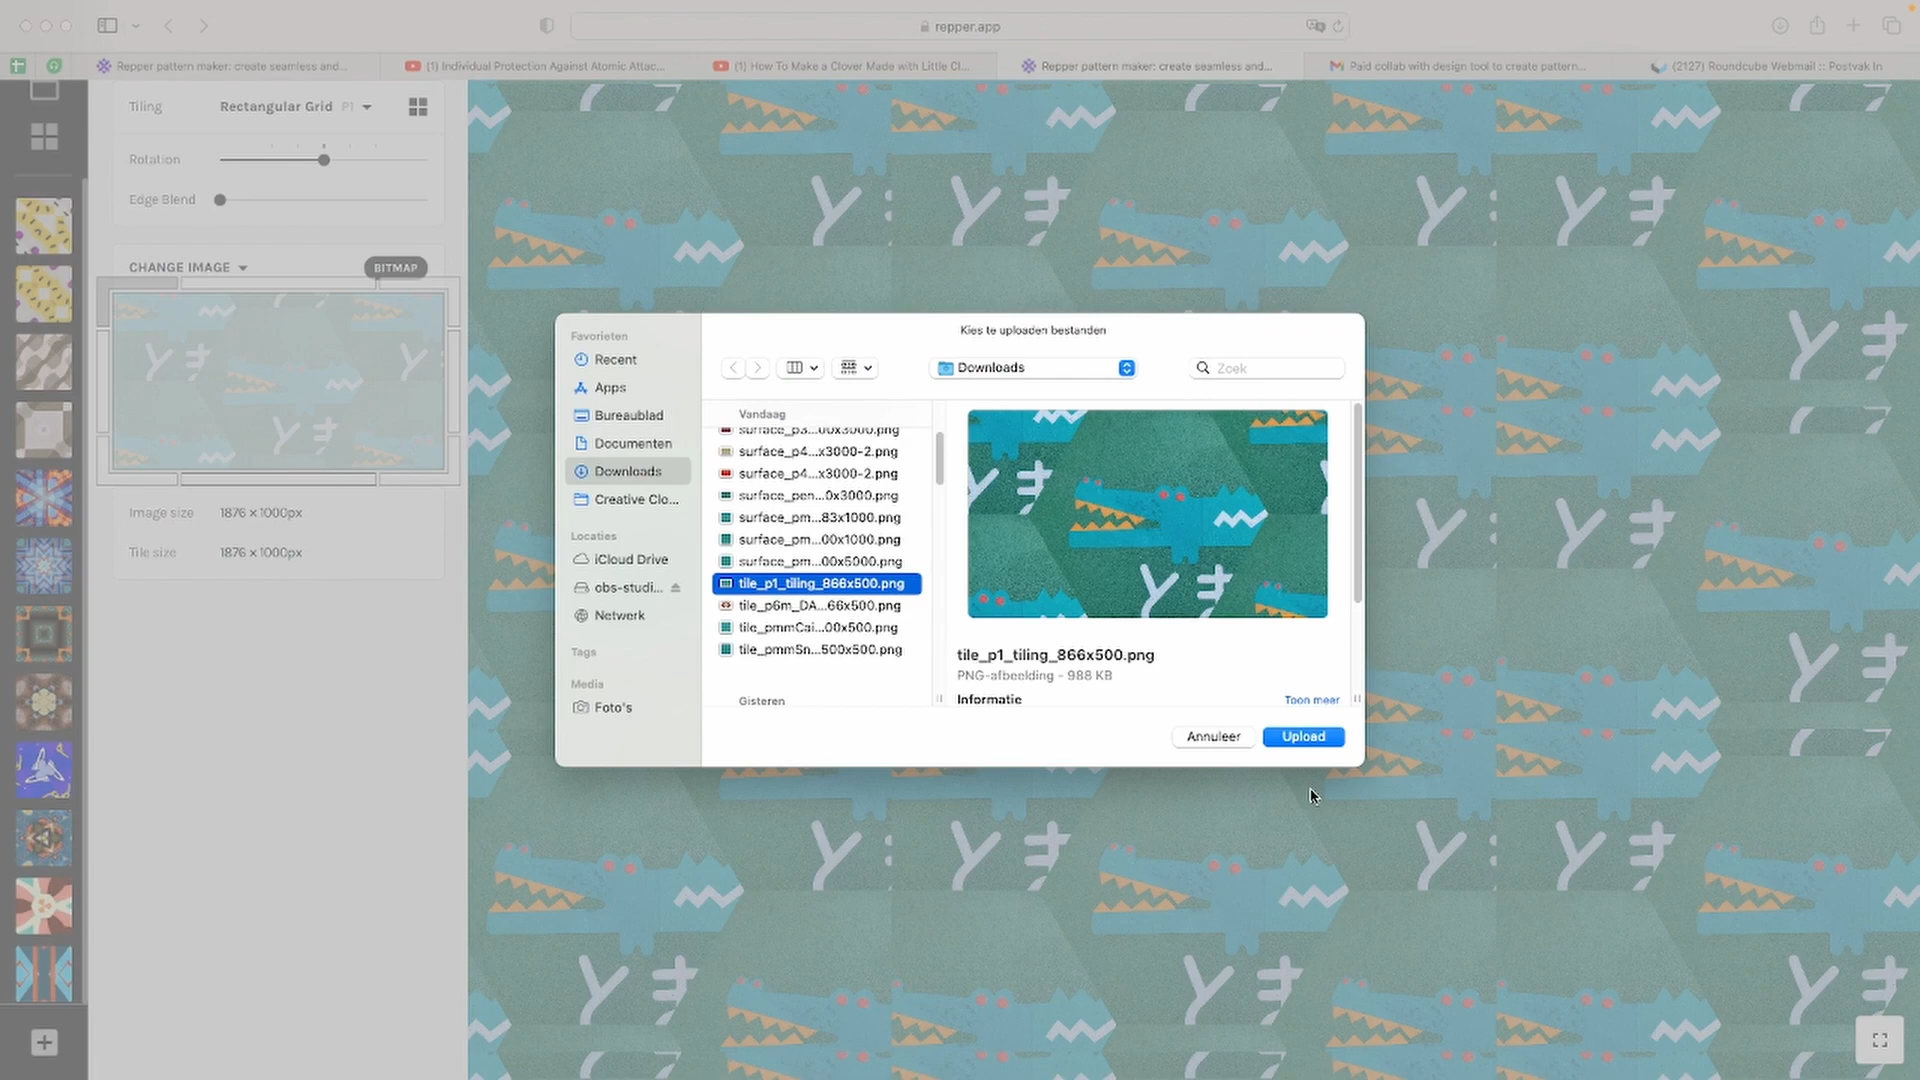 repper.app
Repper pattern maker: create seamless and...
(1) Individual Protection Against Atomic Attac...
(1) How To Make a Clover Made with Little Cl...
Repper pattern maker: create seamless and...
Paid collab with design tool to create pattern...
(2127) Roundcube Webmail :: Postvak In
Tiling Rectangular Grid P1
Rotation
Edge Blend
CHANGE IMAGE BITMAP
Image size 1876 × 1000px
Tile size 1876 × 1000px
Kies te uploaden bestanden
Favorieten
Recent
Apps
Bureaublad
Documenten
Downloads
Creative Clo...
Locaties
iCloud Drive
obs-studi...
Netwerk
Tags
Media
Foto's
Downloads
Zoek
Vandaag
surface_p3...00x3000.png
surface_p4...x3000-2.png
surface_p4...x3000-2.png
surface_pen...0x3000.png
surface_pm...83x1000.png
surface_pm...00x1000.png
surface_pm...00x5000.png
tile_p1_tiling_866x500.png
tile_p6m_DA...66x500.png
tile_pmmCai...00x500.png
tile_pmmSn...500x500.png
Gisteren
tile_p1_tiling_866x500.png
PNG-afbeelding - 988 KB
Informatie Toon meer
Annuleer Upload